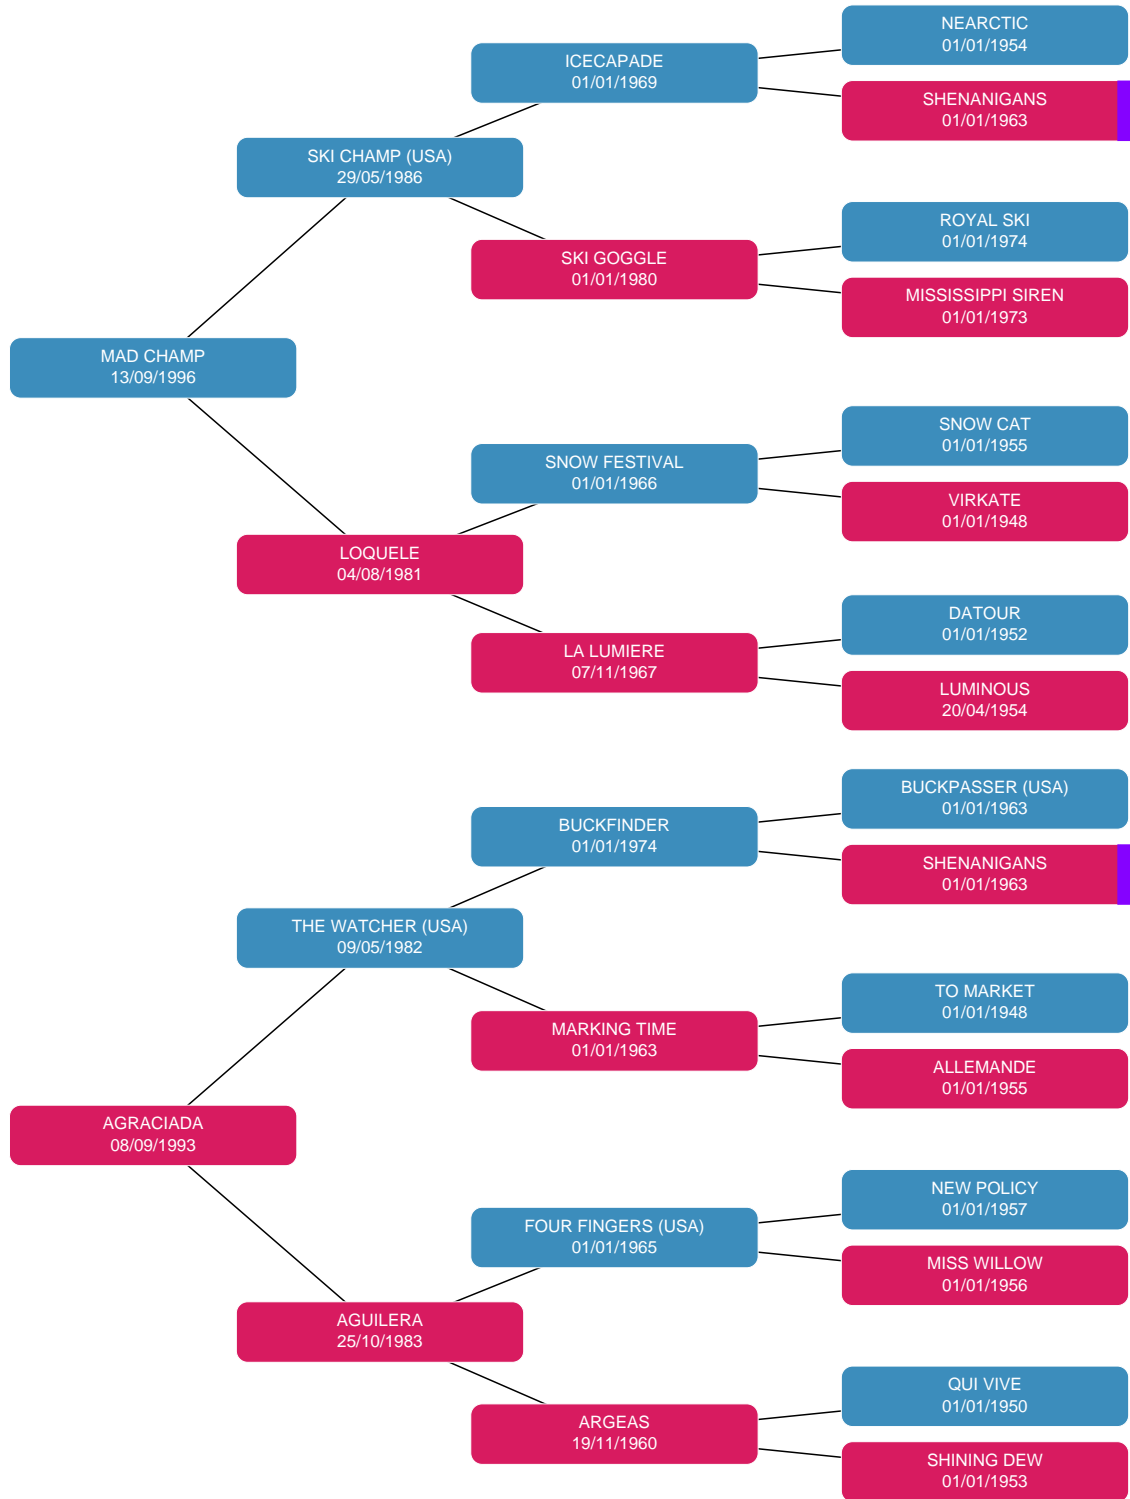 NEARCTIC
01/01/1954
ICECAPADE
01/01/1969
SHENANIGANS
01/01/1963
SKI CHAMP (USA)
29/05/1986
ROYAL SKI
01/01/1974
SKI GOGGLE
01/01/1980
MISSISSIPPI SIREN
01/01/1973
MAD CHAMP
13/09/1996
SNOW CAT
01/01/1955
SNOW FESTIVAL
01/01/1966
VIRKATE
01/01/1948
LOQUELE
04/08/1981
DATOUR
01/01/1952
LA LUMIERE
07/11/1967
LUMINOUS
20/04/1954
BUCKPASSER (USA)
01/01/1963
BUCKFINDER
01/01/1974
SHENANIGANS
01/01/1963
THE WATCHER (USA)
09/05/1982
TO MARKET
01/01/1948
MARKING TIME
01/01/1963
ALLEMANDE
01/01/1955
AGRACIADA
08/09/1993
NEW POLICY
01/01/1957
FOUR FINGERS (USA)
01/01/1965
MISS WILLOW
01/01/1956
AGUILERA
25/10/1983
QUI VIVE
01/01/1950
ARGEAS
19/11/1960
SHINING DEW
01/01/1953